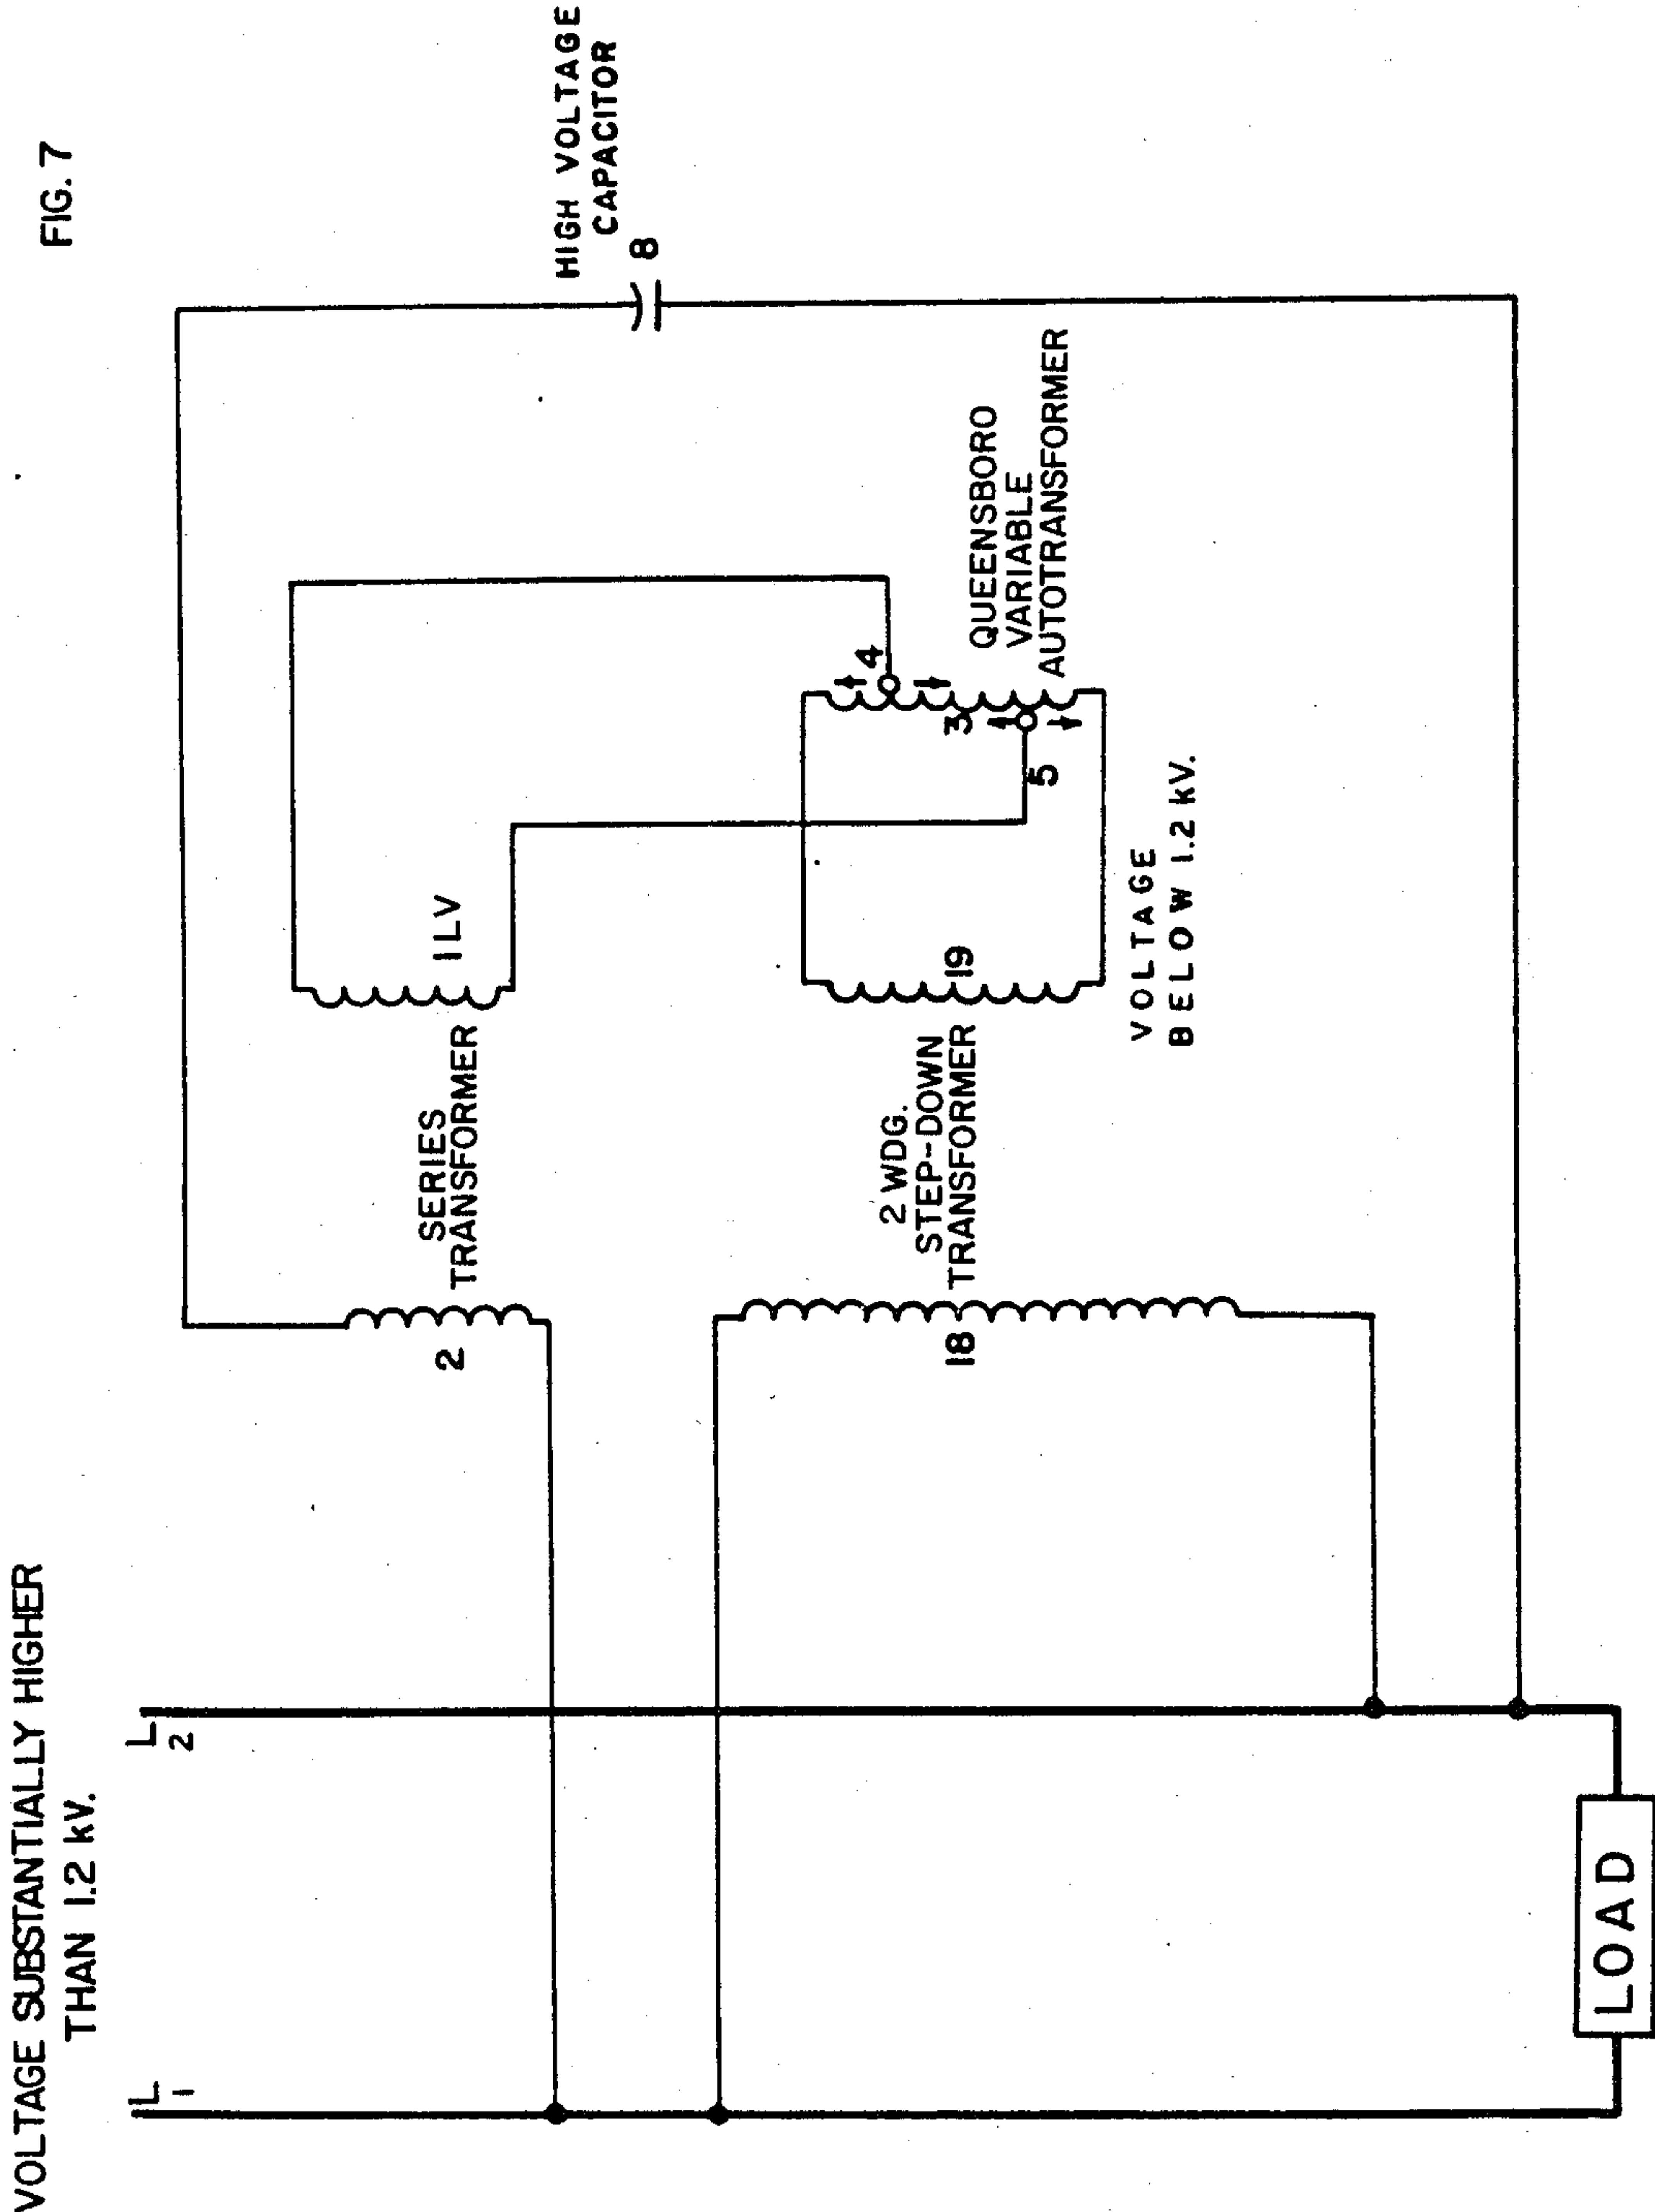 FIG. 7
VOLTAGE SUBSTANTIALLY HIGHER
THAN 1.2 kV.
L1
L2
HIGH VOLTAGE
CAPACITOR
8
2
SERIES
TRANSFORMER
1LV
18
2 WDG.
STEP-DOWN
TRANSFORMER
19
3
4
5
QUEENSBORO
VARIABLE
AUTOTRANSFORMER
VOLTAGE
BELOW 1.2 kV.
LOAD